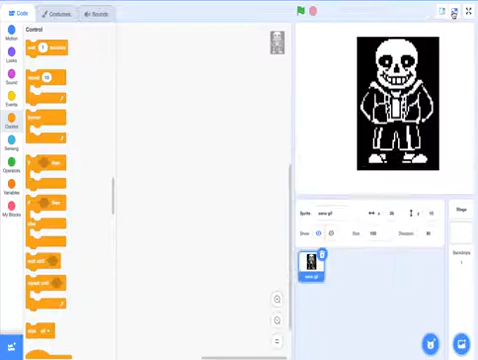 Code
Costumes
Sounds
Motion
Looks
Sound
Events
Control
Sensing
Operators
Variables
My Blocks
Control
wait 1 seconds
repeat 10
forever
if then
if then
else
wait until
repeat until
stop all
Sprite
sans gif
x
y
Show
Size
100
Direction
90
sans gif
Stage
Backdrops
1